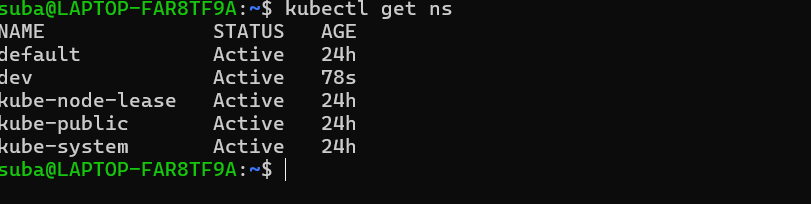 suba@LAPTOP-FAR8TF9A:~$ kubectl get ns
NAME STATUS AGE
default Active 24h
dev Active 78s
kube-node-lease Active 24h
kube-public Active 24h
kube-system Active 24h
suba@LAPTOP-FAR8TF9A:~$